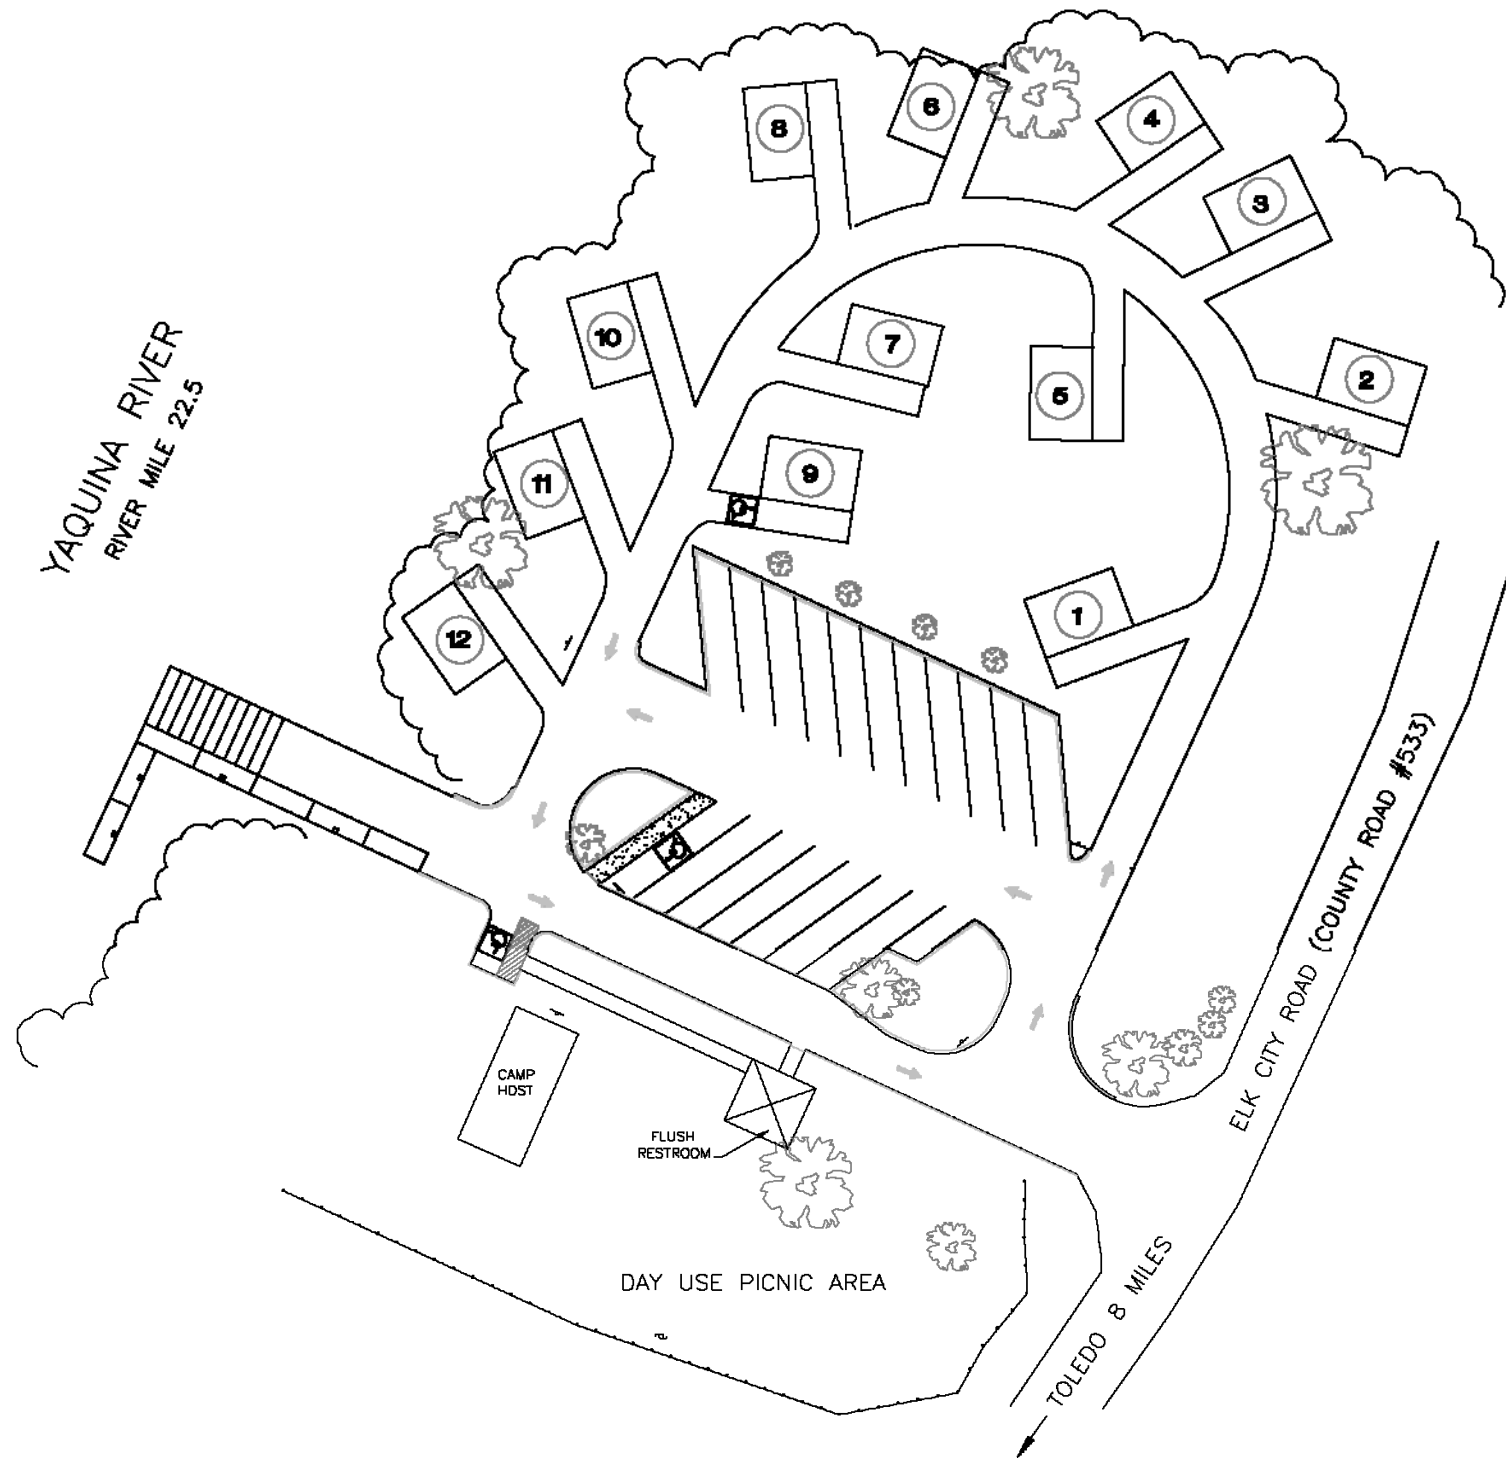 8
6
4
3
10
7
5
2
11
9
12
1
YAQUINA RIVER
RIVER MILE 22.5
ELK CITY ROAD (COUNTY ROAD #533)
CAMP
HOST
FLUSH
RESTROOM
DAY USE PICNIC AREA
TOLEDO 8 MILES